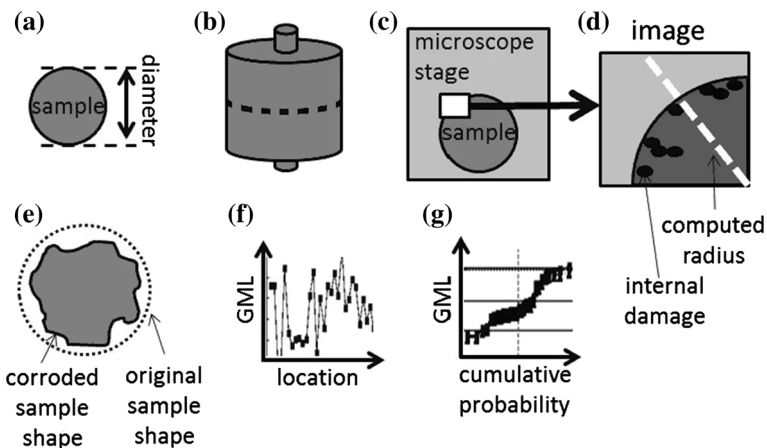 (a)
sample
diameter
(b)
(c)
microscope
stage
sample
(d)
image
computed
radius
internal
damage
(e)
corroded
sample
shape
original
sample
shape
(f)
GML
location
(g)
GML
cumulative
probability